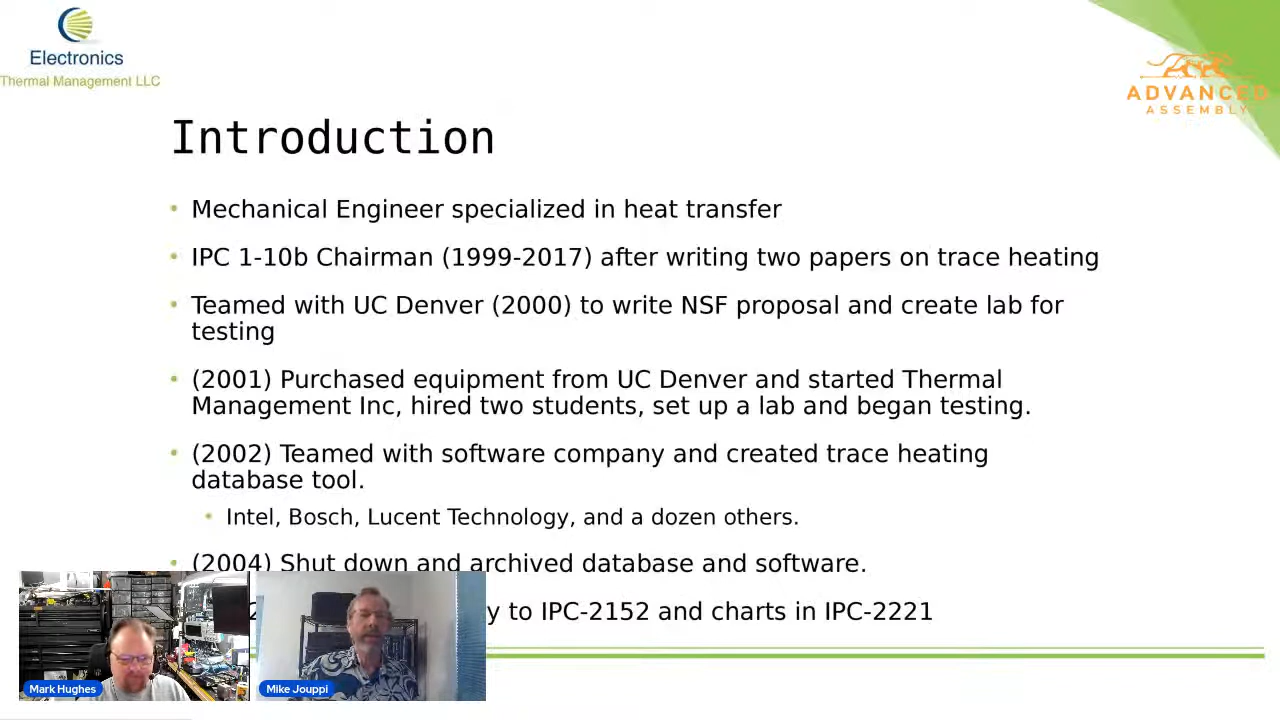 Electronics
Thermal Management LLC
ADVANCED
ASSEMBLY
Introduction
• Mechanical Engineer specialized in heat transfer
• IPC 1-10b Chairman (1999-2017) after writing two papers on trace heating
• Teamed with UC Denver (2000) to write NSF proposal and create lab for
testing
• (2001) Purchased equipment from UC Denver and started Thermal
Management Inc, hired two students, set up a lab and began testing.
• (2002) Teamed with software company and created trace heating
database tool.
• Intel, Bosch, Lucent Technology, and a dozen others.
• (2004) Shut down and archived database and software.
to IPC-2152 and charts in IPC-2221
Mark Hughes
Mike Jouppi